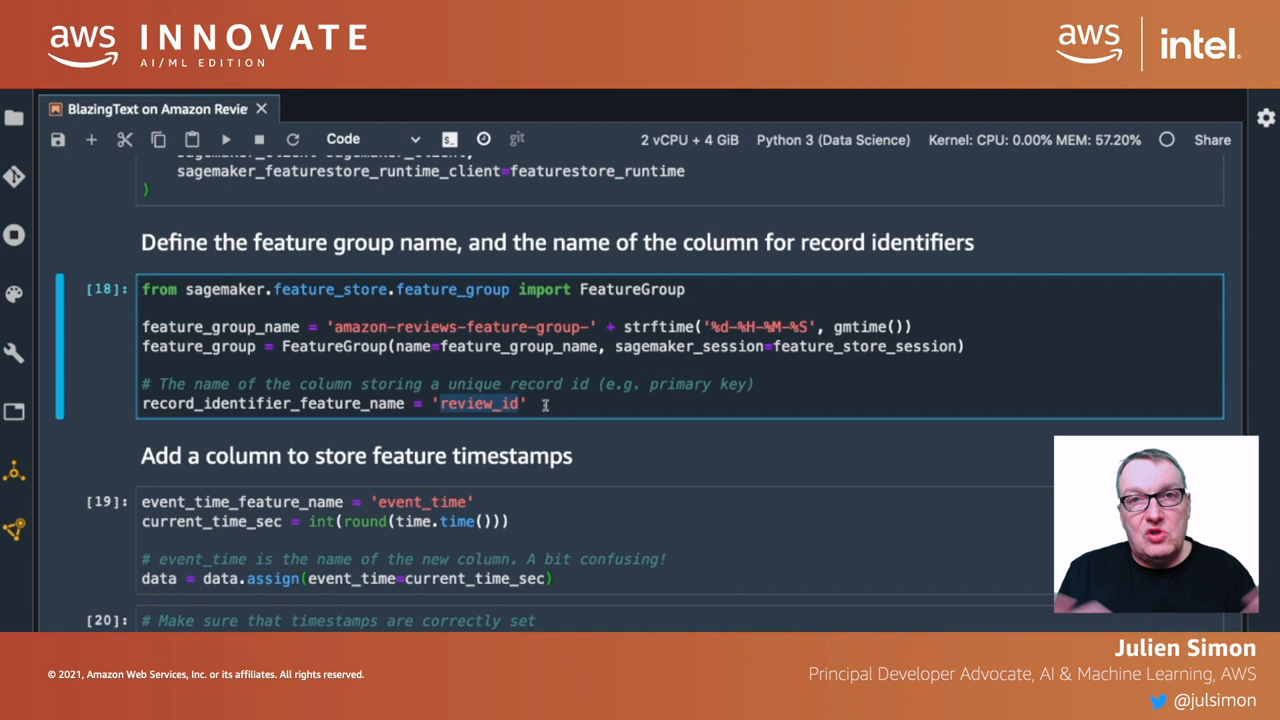 aws INNOVATE
AI/ML EDITION
aws intel.
BlazingText on Amazon Revie
Code
git
2 vCPU + 4 GiB
Python 3 (Data Science)
Kernel: CPU: 0.00% MEM: 57.20%
Share
sagemaker_featurestore_runtime_client=featurestore_runtime
)
Define the feature group name, and the name of the column for record identifiers
[18]: from sagemaker.feature_store.feature_group import FeatureGroup
feature_group_name = 'amazon-reviews-feature-group-' + strftime('%d-%H-%M-%S', gmtime())
feature_group = FeatureGroup(name=feature_group_name, sagemaker_session=feature_store_session)
# The name of the column storing a unique record id (e.g. primary key)
record_identifier_feature_name = 'review_id'
Add a column to store feature timestamps
[19]: event_time_feature_name = 'event_time'
current_time_sec = int(round(time.time()))
# event_time is the name of the new column. A bit confusing!
data = data.assign(event_time=current_time_sec)
[20]: # Make sure that timestamps are correctly set
© 2021, Amazon Web Services, Inc. or its affiliates. All rights reserved.
Julien Simon
Principal Developer Advocate, AI & Machine Learning, AWS
@julsimon